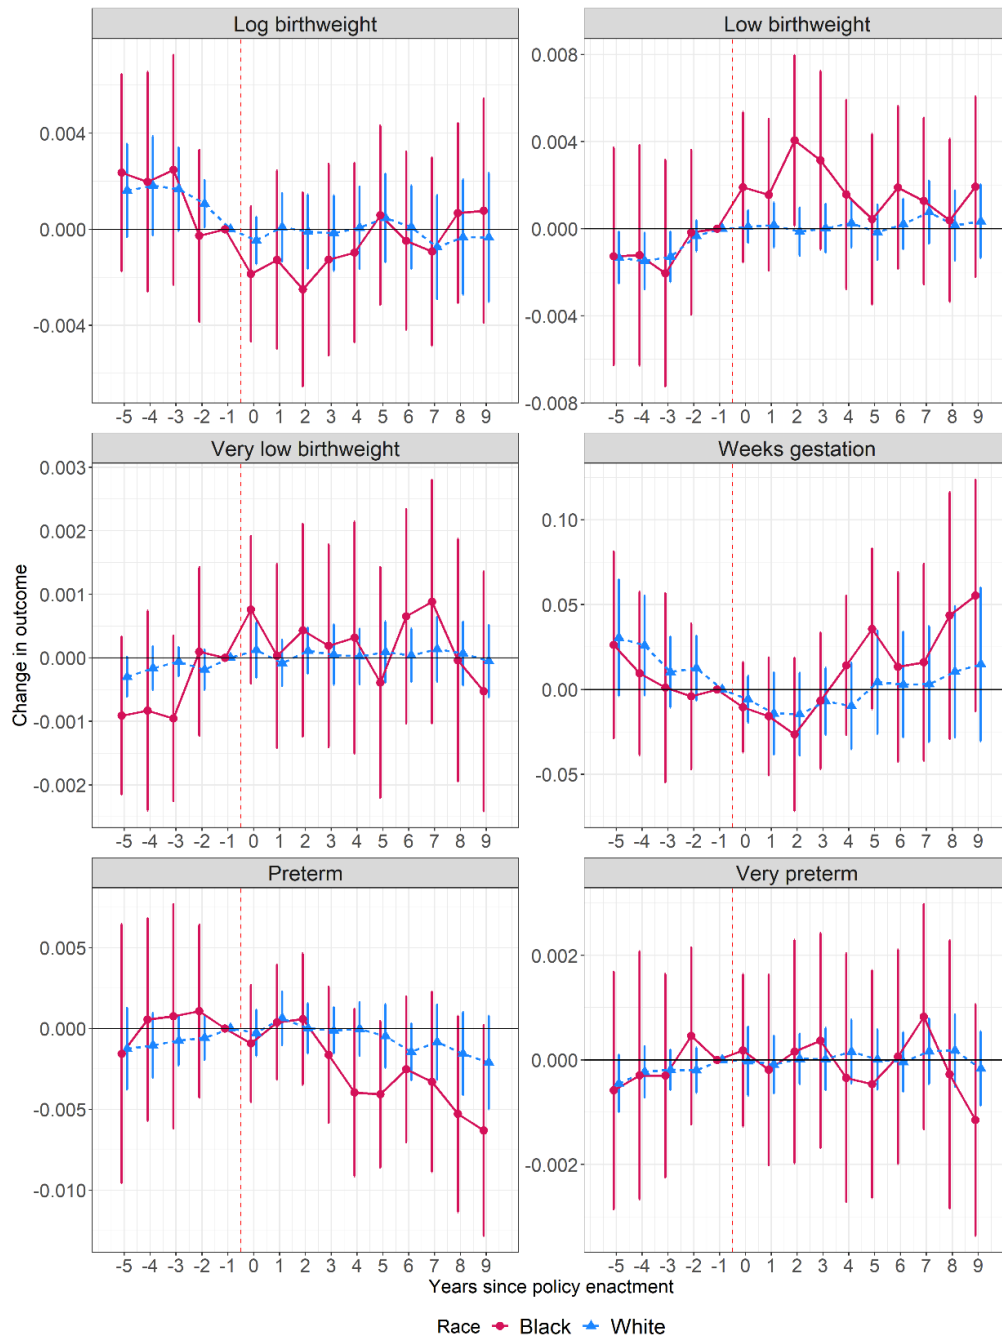 Log birthweight
Low birthweight
0.004
0.000
-0.004
0.008
0.004
0.000
-0.004
-0.008
-5 -4 -3 -2 -1 0 1 2 3 4 5 6 7 8 9
-5 -4 -3 -2 -1 0 1 2 3 4 5 6 7 8 9
Very low birthweight
Weeks gestation
0.003
0.002
0.001
0.000
-0.001
-0.002
0.10
0.05
0.00
-0.05
-5 -4 -3 -2 -1 0 1 2 3 4 5 6 7 8 9
-5 -4 -3 -2 -1 0 1 2 3 4 5 6 7 8 9
Change in outcome
Preterm
Very preterm
0.005
0.000
-0.005
-0.010
0.002
0.000
-0.002
-5 -4 -3 -2 -1 0 1 2 3 4 5 6 7 8 9
-5 -4 -3 -2 -1 0 1 2 3 4 5 6 7 8 9
Years since policy enactment
Race Black White